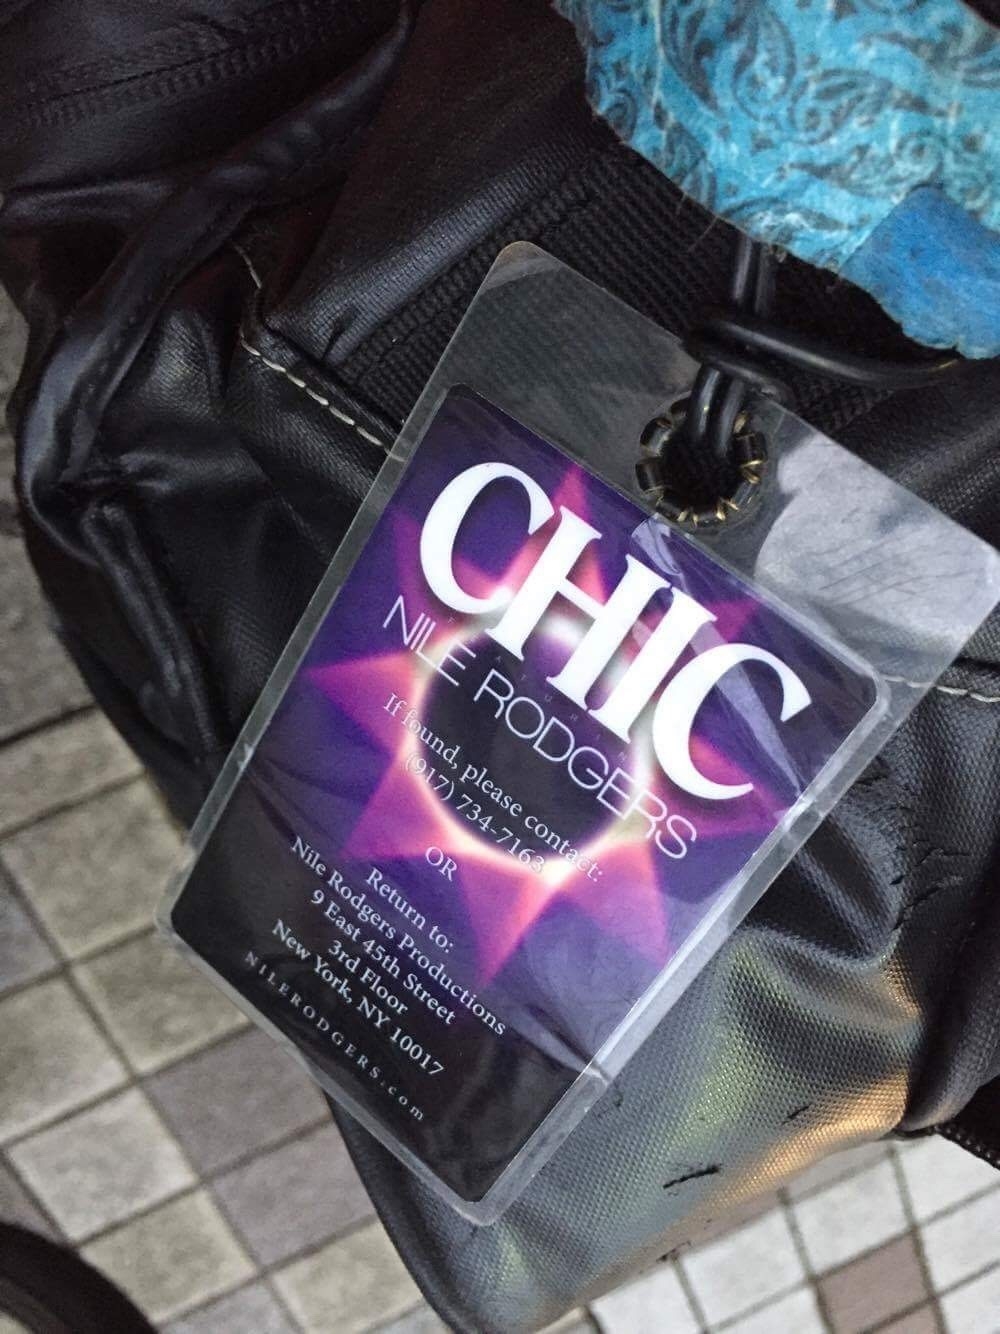 CHIC
NILE RODGERS
If found, please contact:
(917) 734-7163
OR
Return to:
Nile Rodgers Productions
9 East 45th Street
3rd Floor
New York, NY 10017
NILERODGERS.com